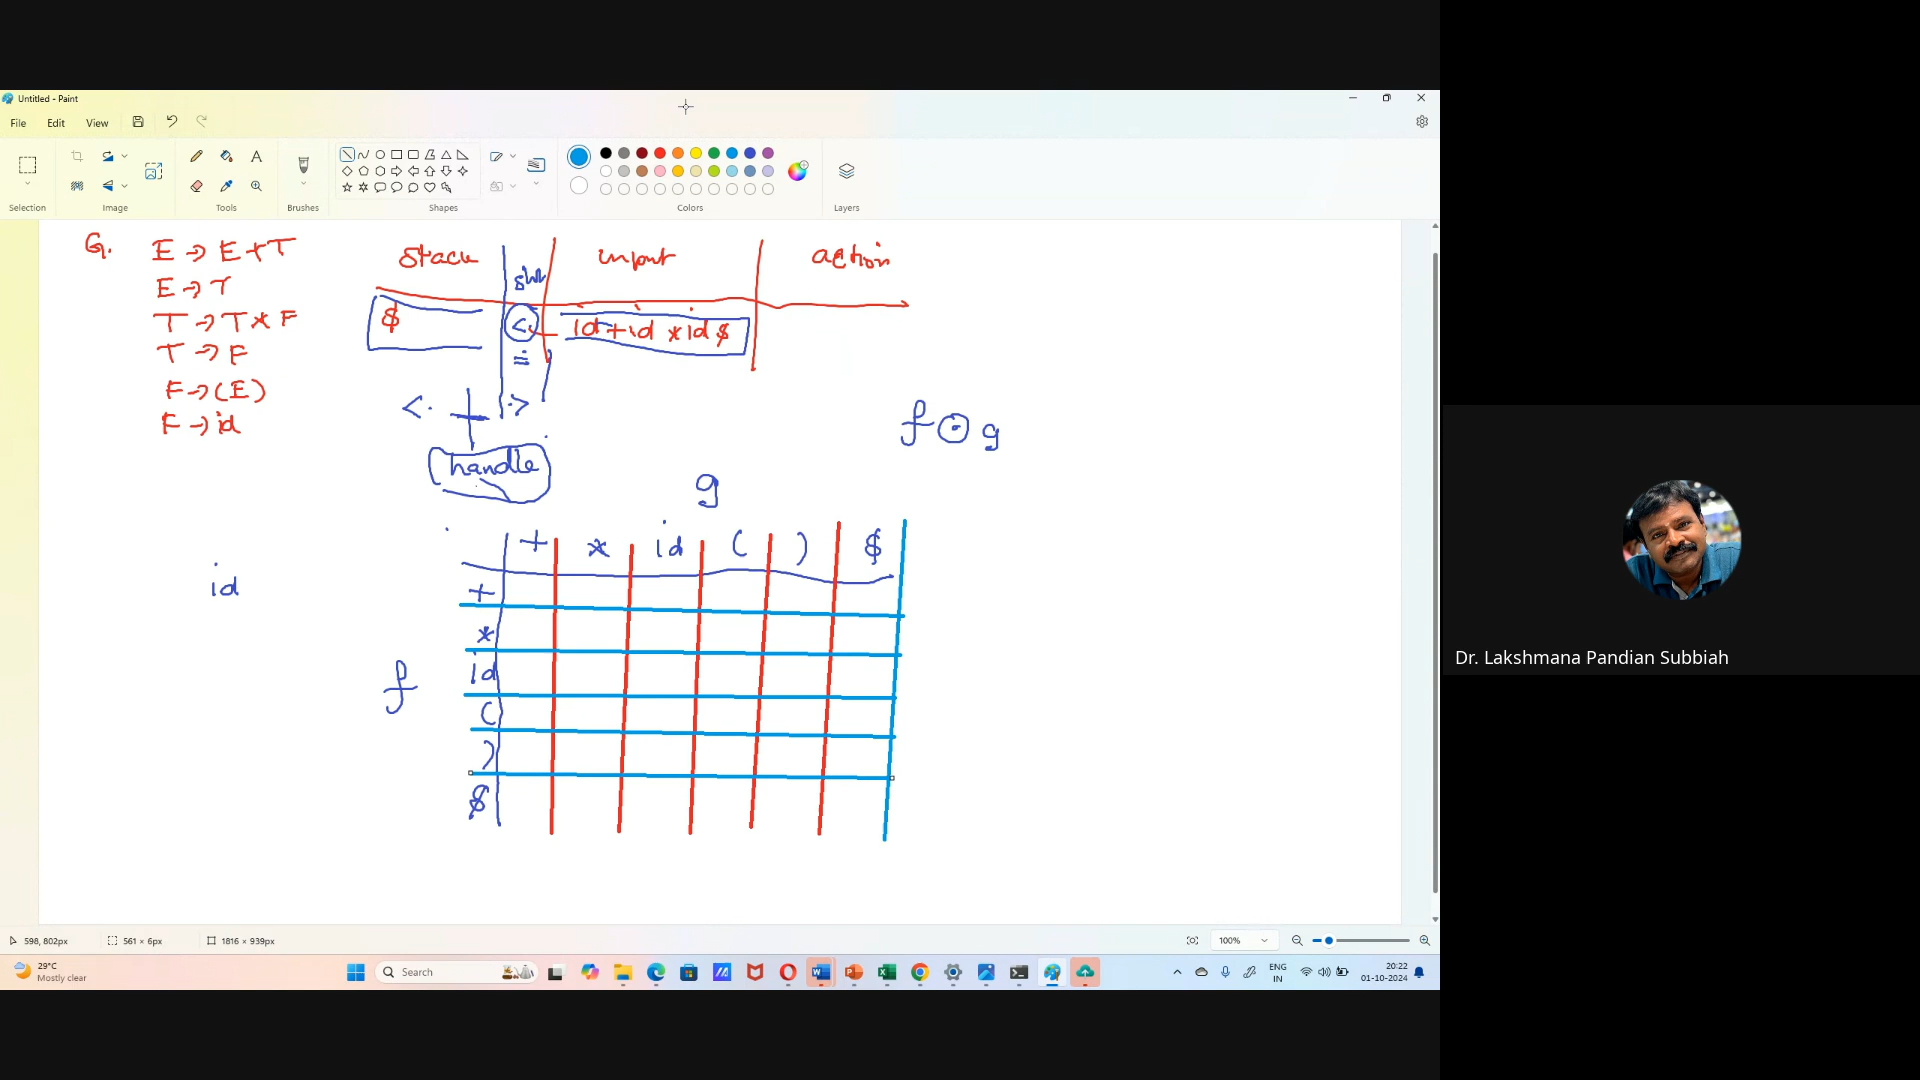 Untitled - Paint
File Edit View
Selection Image Tools Brushes Shapes Colors Layers
G. E → E + T
E → T
T → T * F
T → F
F → (E)
F → id
Stack input action
$ <· id + id * id $
≐
<· ·>
handle
f ⊙ g
g
+ * id ( ) $
+
*
id
(
)
$
id
f
Dr. Lakshmana Pandian Subbiah
598, 802px 561 × 6px 1816 × 939px 100%
29°C
Mostly clear
Search
ENG
IN
20:22
01-10-2024